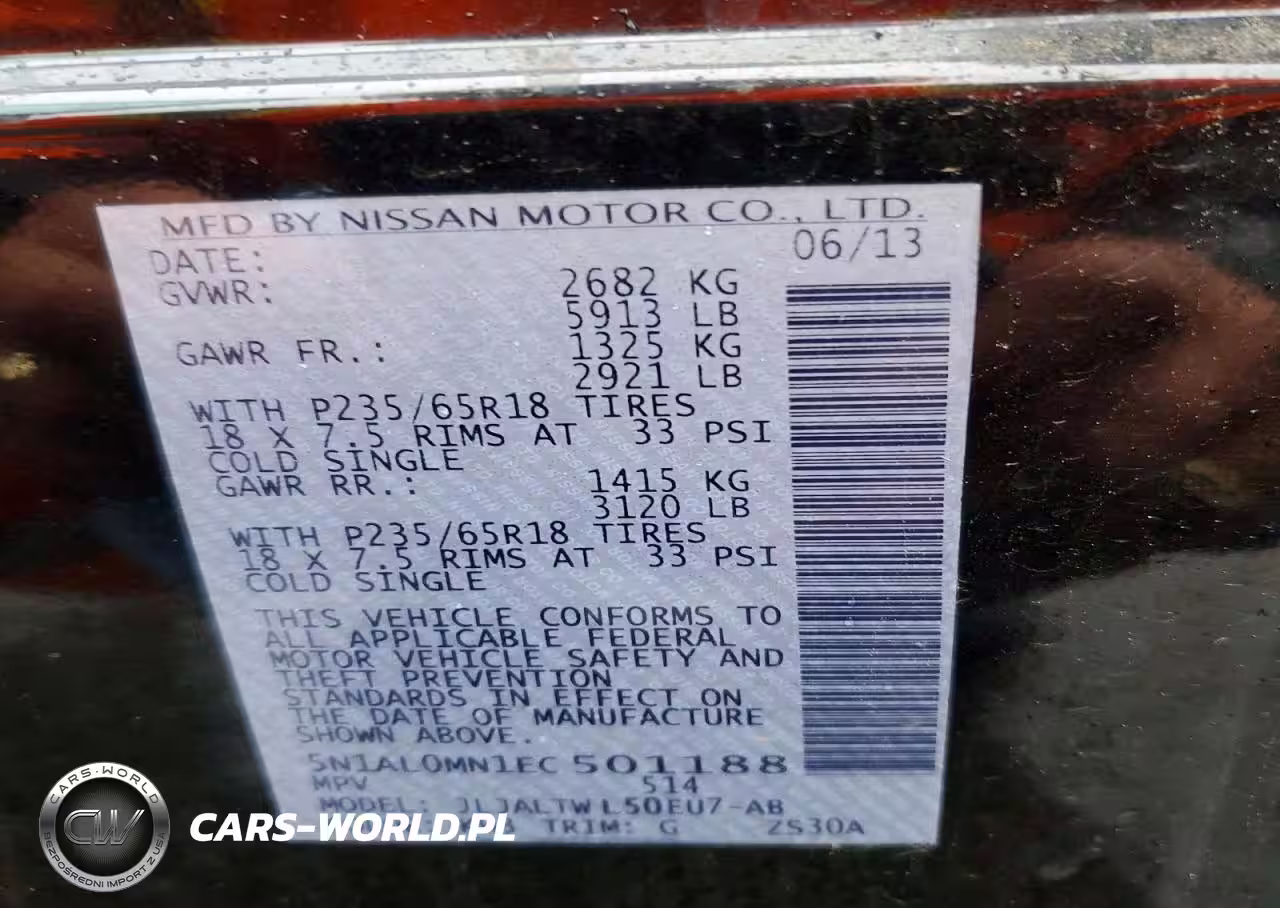 MFD BY NISSAN MOTOR CO., LTD.
DATE: 06/13
GVWR: 2682 KG
5913 LB
GAWR FR.: 1325 KG
2921 LB
WITH P235/65R18 TIRES
18 X 7.5 RIMS AT 33 PSI
COLD SINGLE
GAWR RR.: 1415 KG
3120 LB
WITH P235/65R18 TIRES
18 X 7.5 RIMS AT 33 PSI
COLD SINGLE
THIS VEHICLE CONFORMS TO
ALL APPLICABLE FEDERAL
MOTOR VEHICLE SAFETY AND
THEFT PREVENTION
STANDARDS IN EFFECT ON
THE DATE OF MANUFACTURE
SHOWN ABOVE.
5N1AL0MN1EC501188
MPV 514
MODEL: JLJALTWL50EU7-AB
TRIM: G ZS30A
CARS-WORLD
CW
BEZPOŚREDNI IMPORT Z USA
CARS-WORLD.PL